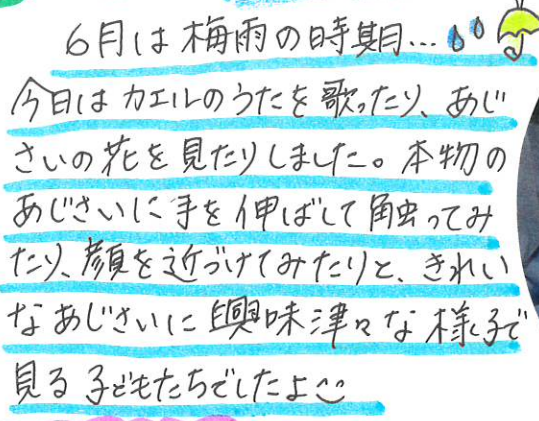 6月は梅雨の時期…
今日はカエルのうたを歌ったり、あじ
さいの花を見たりしました。本物の
あじさいに手を伸ばして触ってみ
たり、顔を近づけてみたりと、きれい
なあじさいに興味津々な様子で
見る子どもたちでしたよ